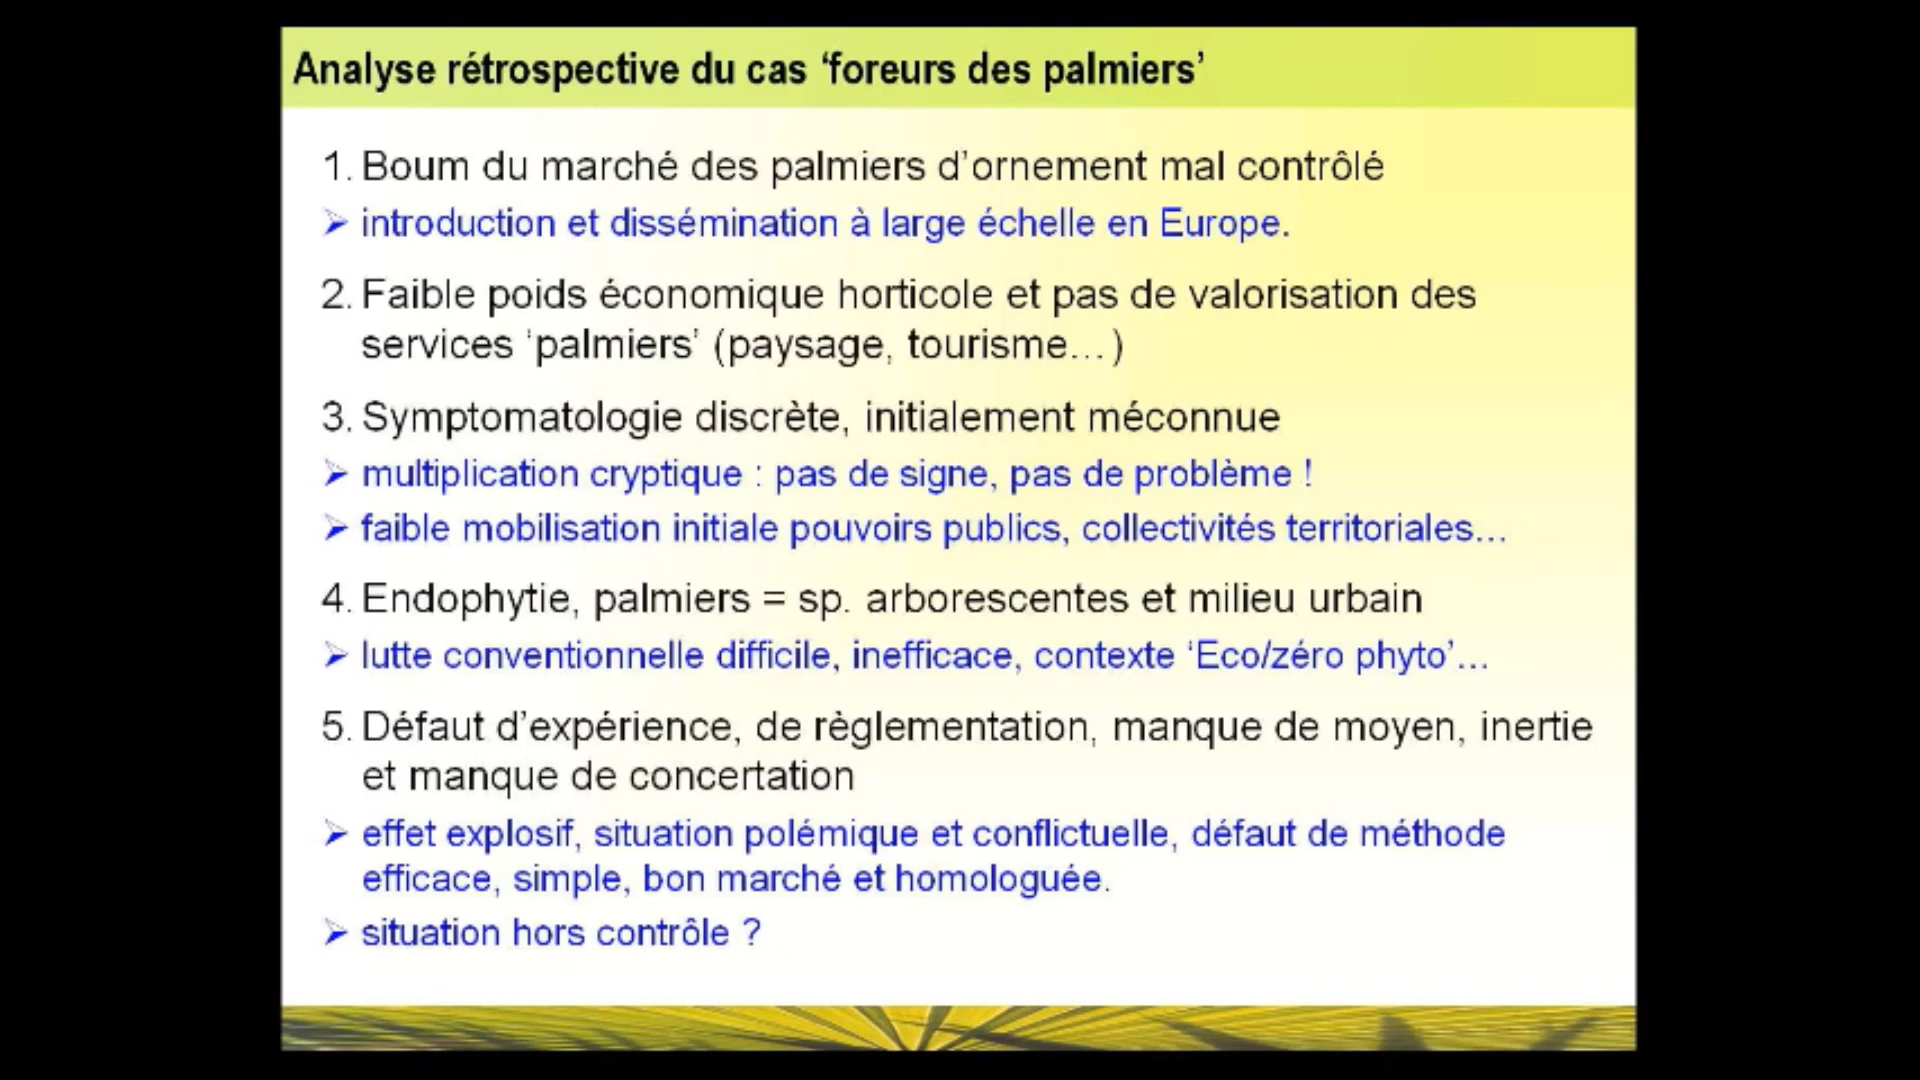 Analyse rétrospective du cas ‘foreurs des palmiers’
1. Boum du marché des palmiers d’ornement mal contrôlé
➢ introduction et dissémination à large échelle en Europe.
2. Faible poids économique horticole et pas de valorisation des
services ‘palmiers’ (paysage, tourisme…)
3. Symptomatologie discrète, initialement méconnue
➢ multiplication cryptique : pas de signe, pas de problème !
➢ faible mobilisation initiale pouvoirs publics, collectivités territoriales…
4. Endophytie, palmiers = sp. arborescentes et milieu urbain
➢ lutte conventionnelle difficile, inefficace, contexte ‘Eco/zéro phyto’…
5. Défaut d’expérience, de règlementation, manque de moyen, inertie
et manque de concertation
➢ effet explosif, situation polémique et conflictuelle, défaut de méthode
efficace, simple, bon marché et homologuée.
➢ situation hors contrôle ?